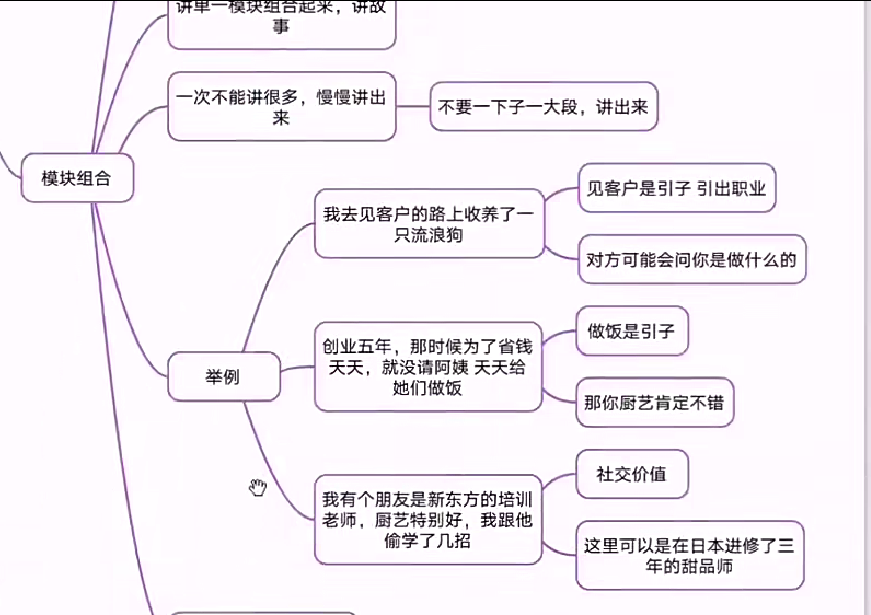 讲单一模块组合起来，讲故
事
一次不能讲很多，慢慢讲出
来
不要一下子一大段，讲出来
模块组合
举例
我去见客户的路上收养了一
只流浪狗
见客户是引子 引出职业
对方可能会问你是做什么的
创业五年，那时候为了省钱
天天，就没请阿姨 天天给
她们做饭
做饭是引子
那你厨艺肯定不错
我有个朋友是新东方的培训
老师，厨艺特别好，我跟他
偷学了几招
社交价值
这里可以是在日本进修了三
年的甜品师